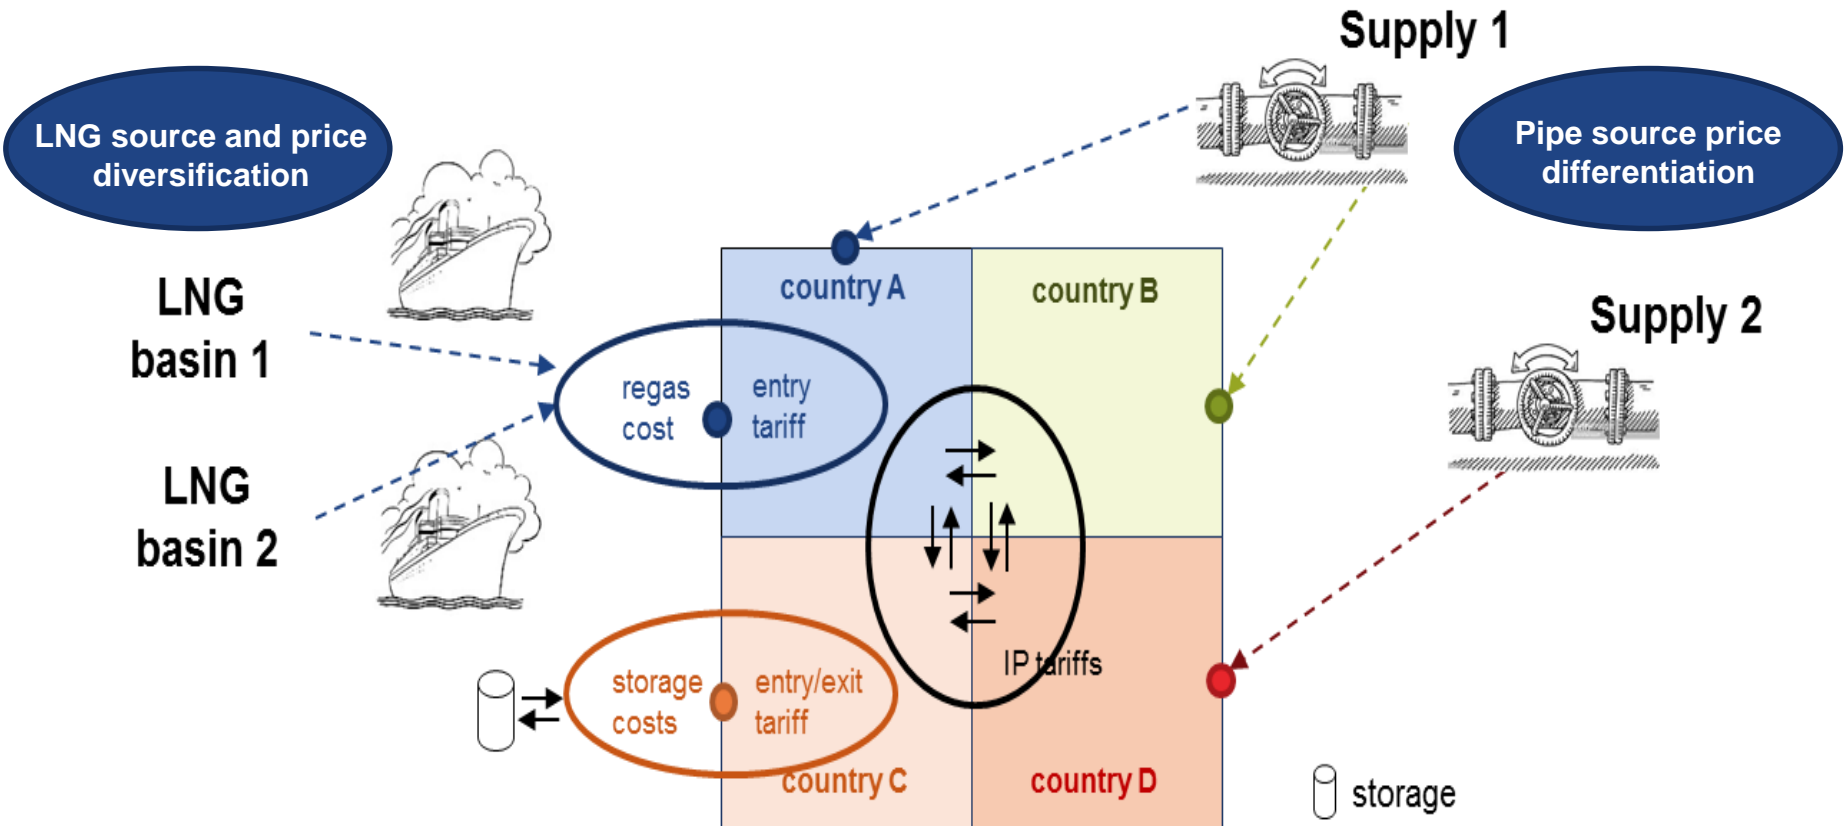 Supply 1
LNG source and price
diversification
Pipe source price
differentiation
LNG
basin 1
country A
country B
Supply 2
regas
cost
entry
tariff
LNG
basin 2
IP tariffs
storage
costs
entry/exit
tariff
country C
country D
storage